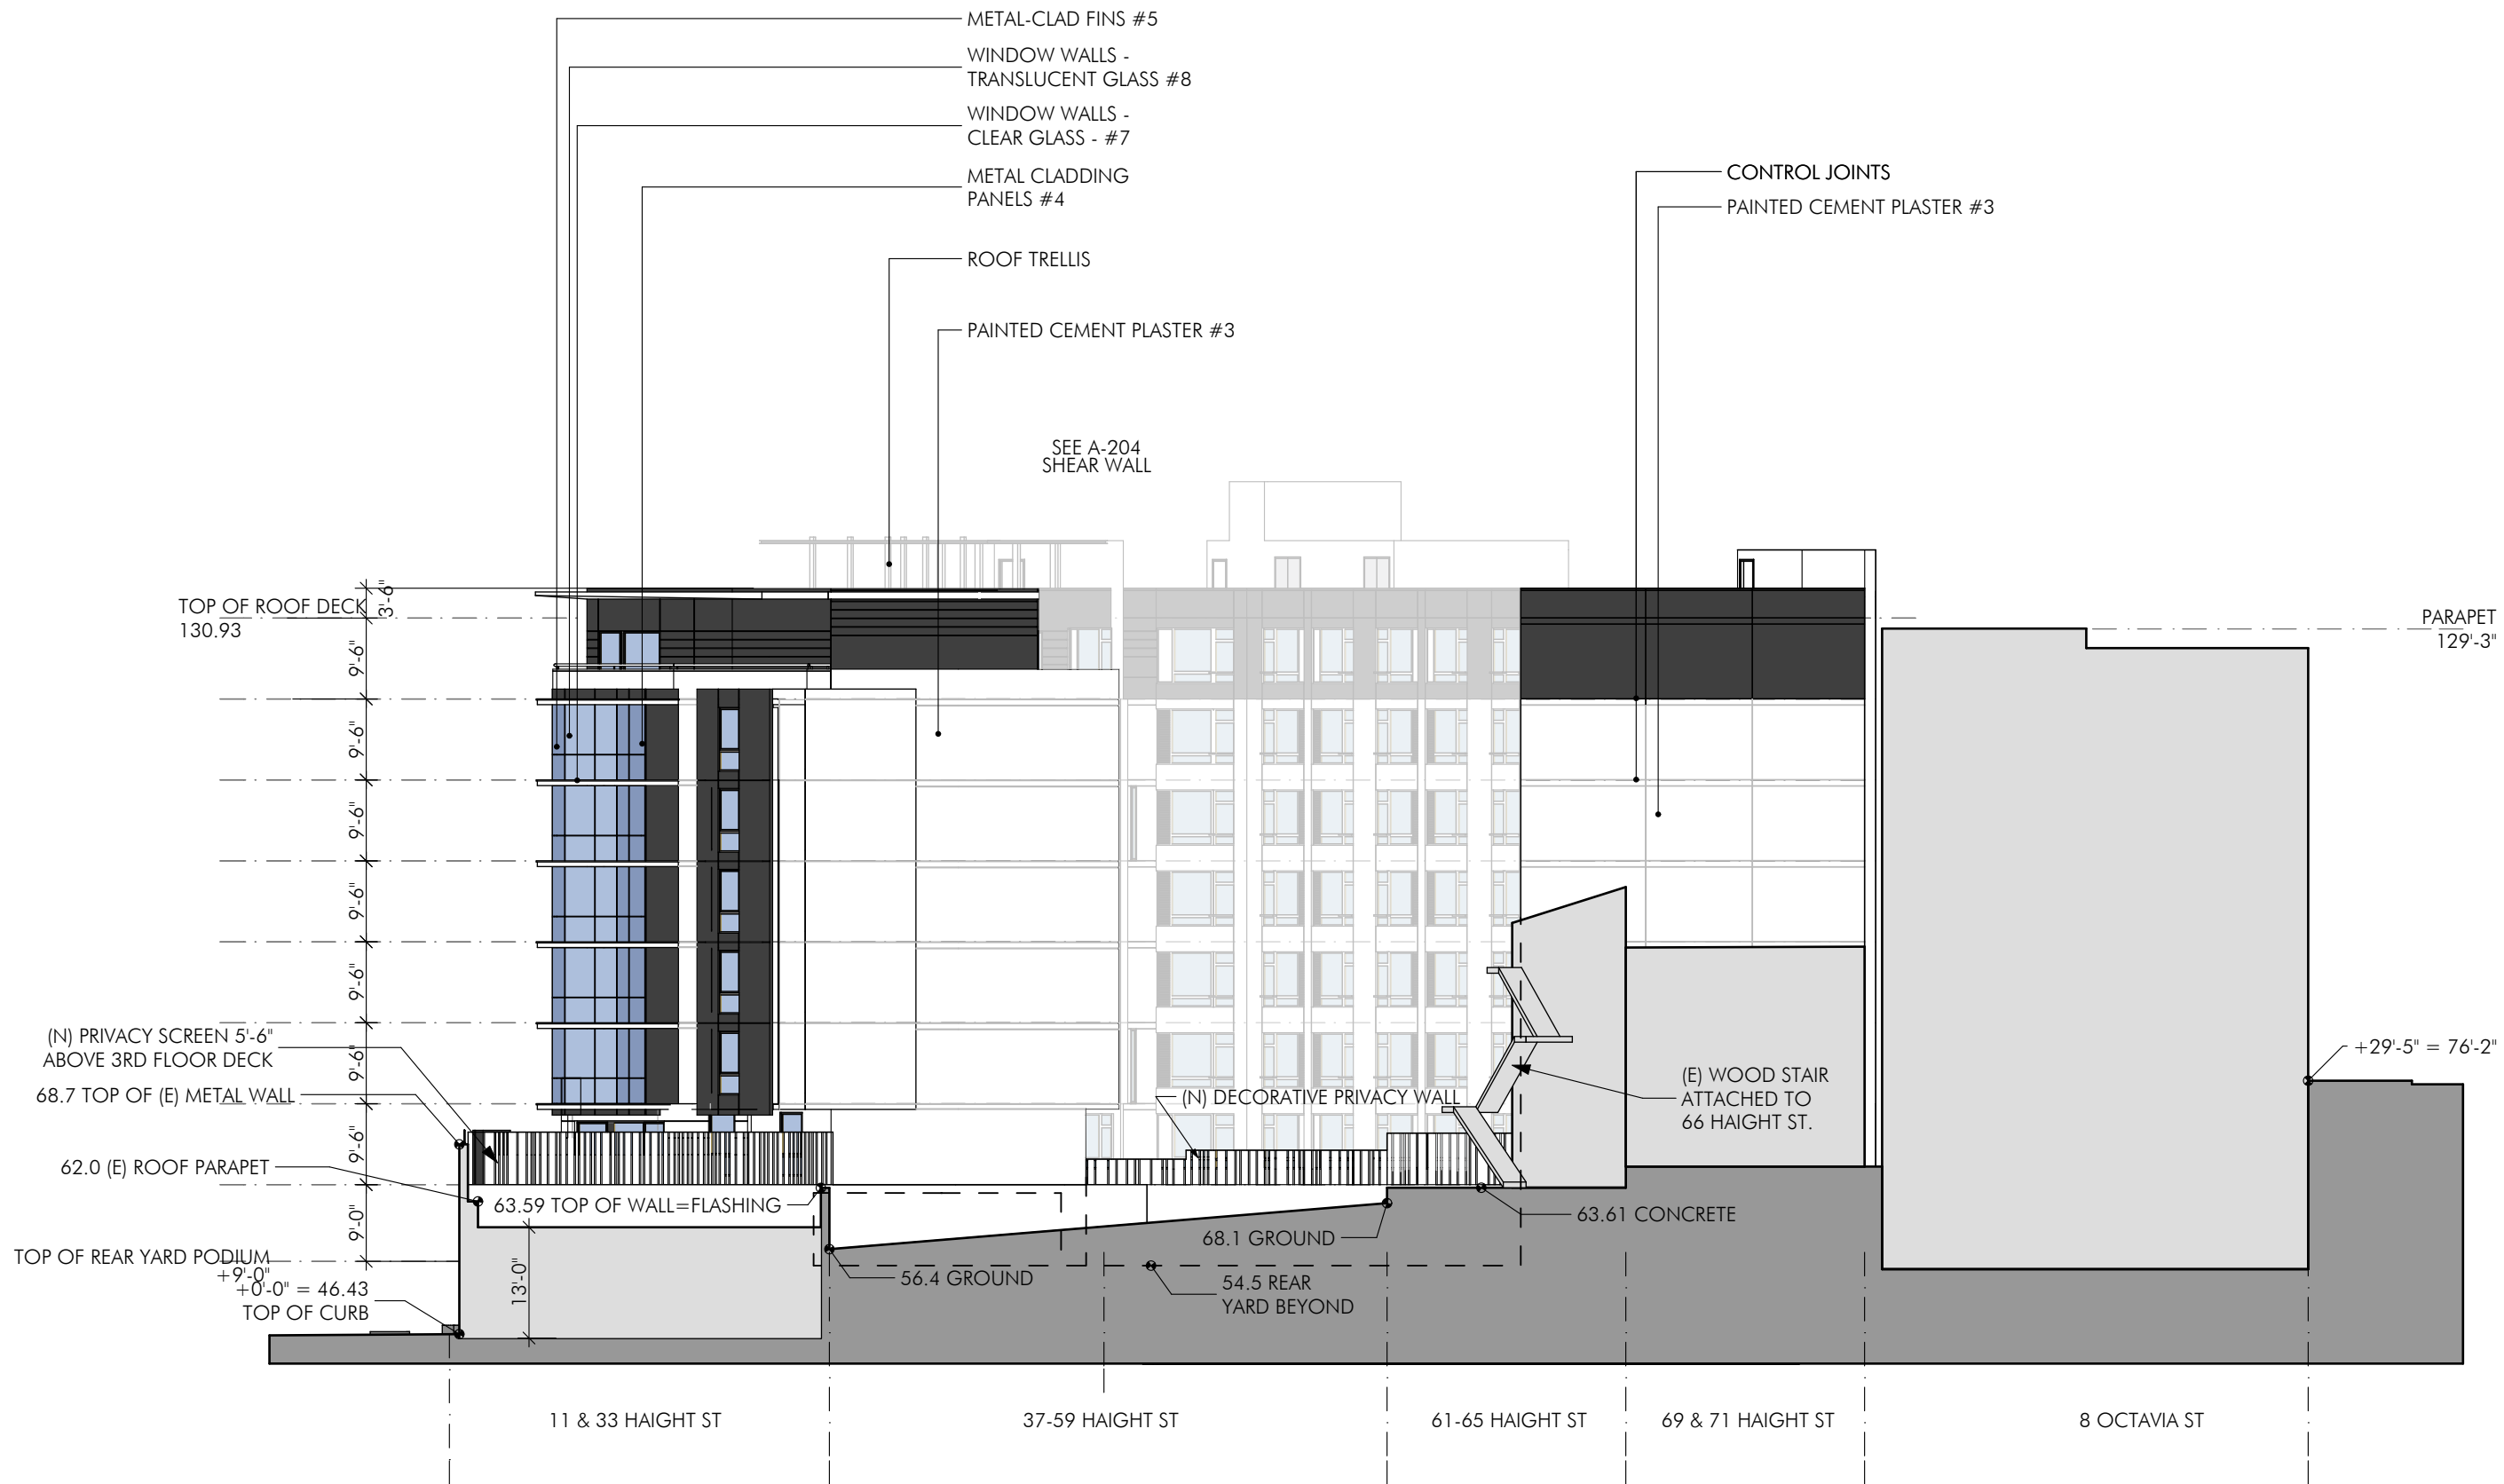 METAL-CLAD FINS #5
WINDOW WALLS -
TRANSLUCENT GLASS #8
WINDOW WALLS -
CLEAR GLASS - #7
METAL CLADDING
PANELS #4
ROOF TRELLIS
PAINTED CEMENT PLASTER #3
CONTROL JOINTS
PAINTED CEMENT PLASTER #3
SEE A-204
SHEAR WALL
TOP OF ROOF DECK
130.93
3'-6"
9'-6"
9'-6"
9'-6"
9'-6"
9'-6"
9'-6"
9'-6"
9'-0"
13'-0"
PARAPET
129'-3"
(N) PRIVACY SCREEN 5'-6"
ABOVE 3RD FLOOR DECK
68.7 TOP OF (E) METAL WALL
62.0 (E) ROOF PARAPET
63.59 TOP OF WALL=FLASHING
TOP OF REAR YARD PODIUM
+9'-0"
+0'-0" = 46.43
TOP OF CURB
(N) DECORATIVE PRIVACY WALL
(E) WOOD STAIR
ATTACHED TO
66 HAIGHT ST.
+29'-5" = 76'-2"
63.61 CONCRETE
68.1 GROUND
56.4 GROUND
54.5 REAR
YARD BEYOND
11 & 33 HAIGHT ST
37-59 HAIGHT ST
61-65 HAIGHT ST
69 & 71 HAIGHT ST
8 OCTAVIA ST